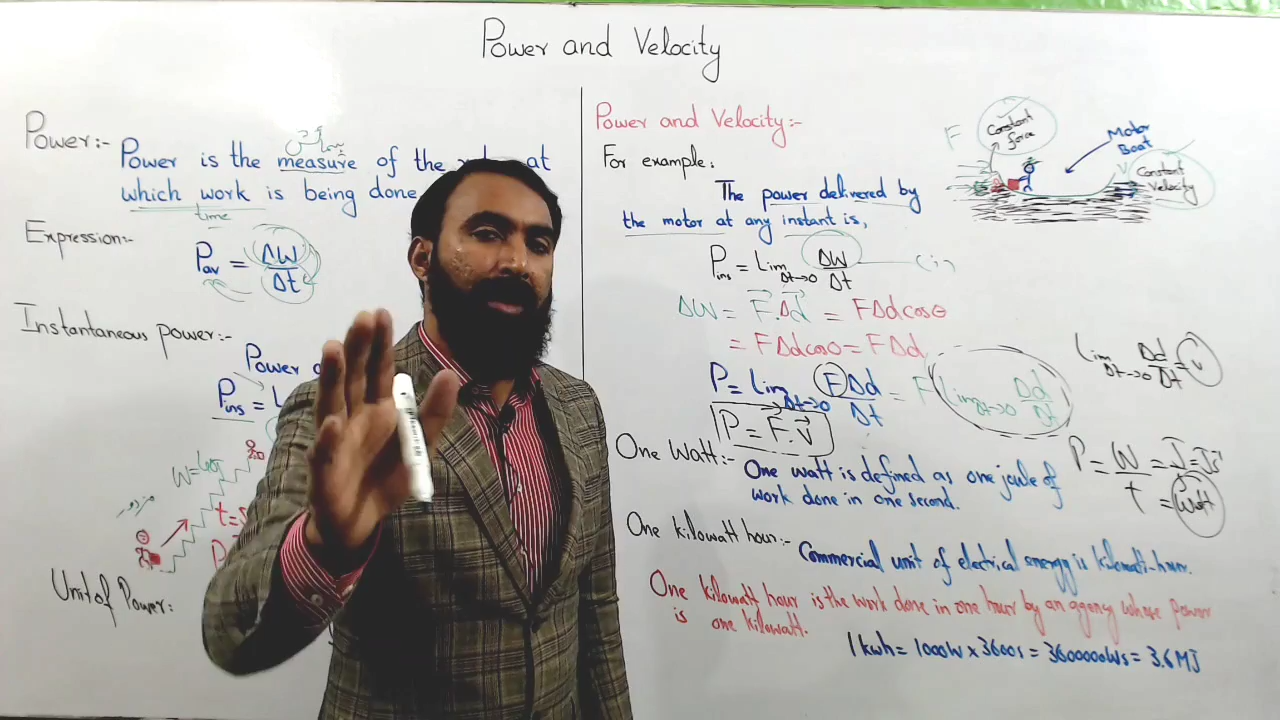 Power and Velocity
Power:-
پیمائش
Power is the measure of the at
which work is being done
time
Expression:-
Pav = ΔW/Δt
Instantaneous power:-
Power
Pins = L
W=
t=5
P
Unit of Power:
Power and Velocity:-
For example:
The power delivered by
the motor at any instant is,
F
Constant force
Motor Boat
V
Constant Velocity
Pins = Lim Δt→0 ΔW/Δt (i)
ΔW = F⃗.Δd⃗ = FΔdcosθ
= FΔdcos0 = FΔd
P = Lim Δt→0 FΔd/Δt = F Lim Δt→0 Δd/Δt
Lim Δt→0 Δd/Δt = v
P = F⃗.v⃗
One Watt:-
One watt is defined as one joule of
work done in one second.
P = W/t = J/s = Js⁻¹
= watt
One kilowatt hour:-
Commercial unit of electrical energy is kilowatt-hour.
One kilowatt hour is the work done in one hour by an agency whose power
is one kilowatt.
1kwh = 1000W x 3600s = 3600000Ws = 3.6MJ